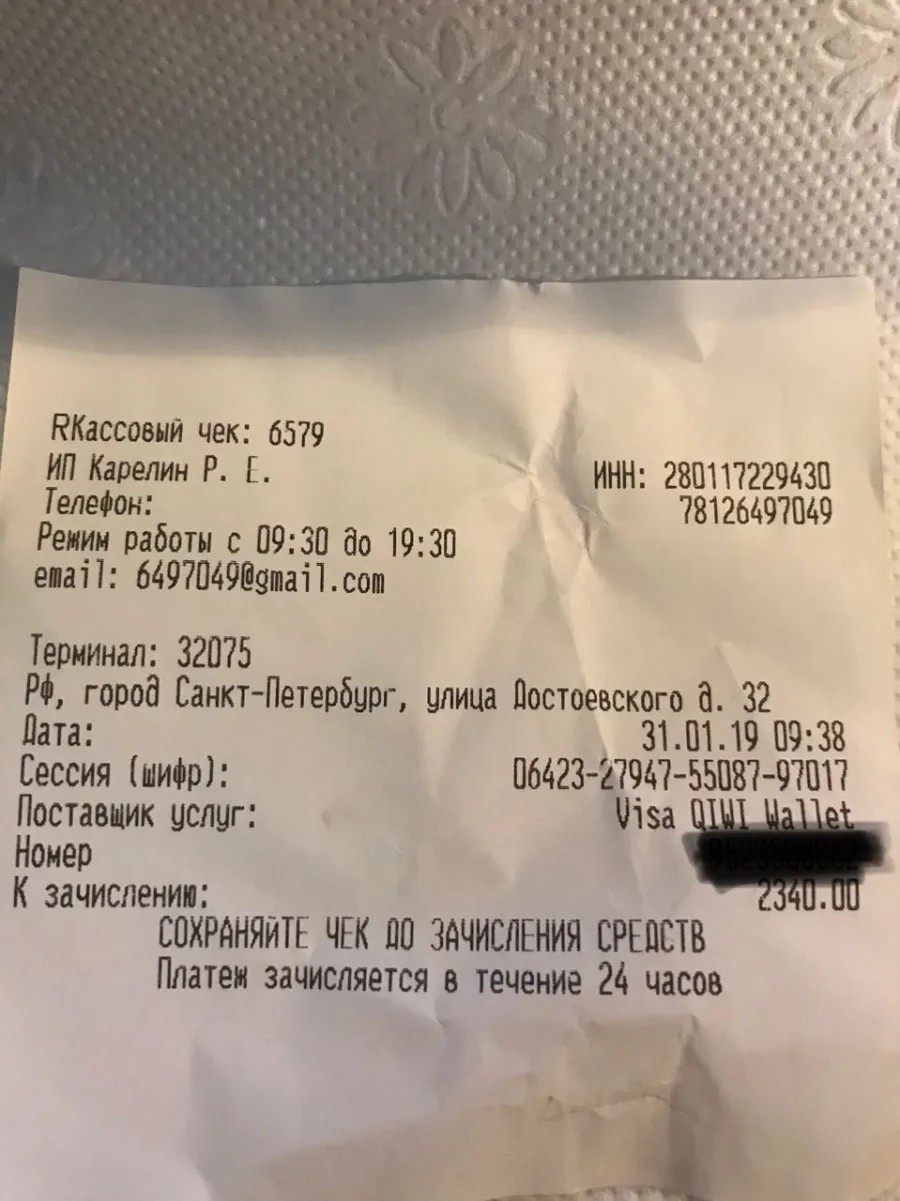 RКассовый чек: 6579
ИП Карелин Р. Е. ИНН: 280117229430
Телефон: 78126497049
Режим работы с 09:30 до 19:30
email: 6497049@gmail.com
Терминал: 32075
РФ, город Санкт-Петербург, улица Достоевского д. 32
Дата: 31.01.19 09:38
Сессия (шифр): 06423-27947-55087-97017
Поставщик услуг: Visa QIWI Wallet
Номер
К зачислению: 2340.00
СОХРАНЯЙТЕ ЧЕК ДО ЗАЧИСЛЕНИЯ СРЕДСТВ
Платеж зачисляется в течение 24 часов